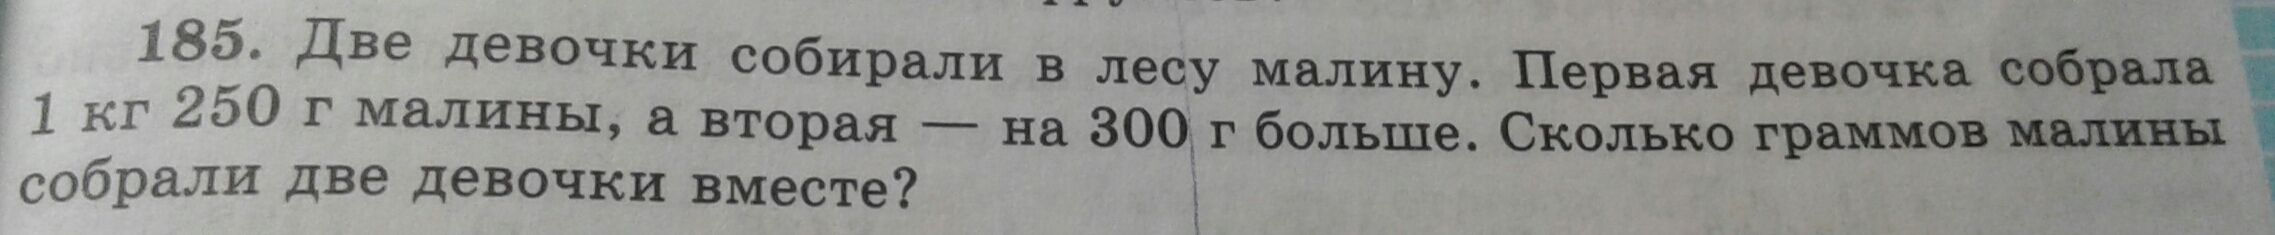 185. Две девочки собирали в лесу малину. Первая девочка собрала
1 кг 250 г малины, а вторая — на 300 г больше. Сколько граммов малины
собрали две девочки вместе?